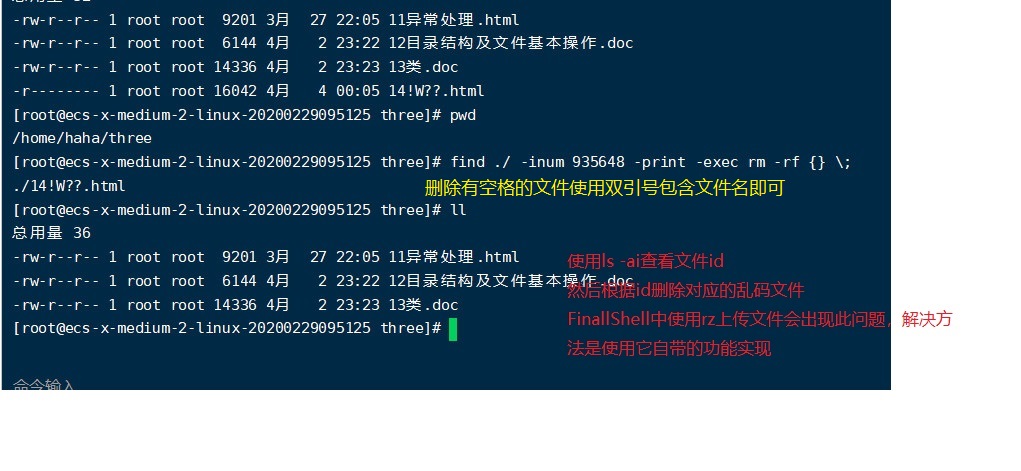 -rw-r--r-- 1 root root  9201 3月  27 22:05 11异常处理.html
-rw-r--r-- 1 root root  6144 4月   2 23:22 12目录结构及文件基本操作.doc
-rw-r--r-- 1 root root 14336 4月   2 23:23 13类.doc
-r-------- 1 root root 16042 4月   4 00:05 14!W??.html
[root@ecs-x-medium-2-linux-20200229095125 three]# pwd
/home/haha/three
[root@ecs-x-medium-2-linux-20200229095125 three]# find ./ -inum 935648 -print -exec rm -rf {} \;
./14!W??.html
删除有空格的文件使用双引号包含文件名即可
[root@ecs-x-medium-2-linux-20200229095125 three]# ll
总用量 36
-rw-r--r-- 1 root root  9201 3月  27 22:05 11异常处理.html
-rw-r--r-- 1 root root  6144 4月   2 23:22 12目录结构及文件基本操作.doc
-rw-r--r-- 1 root root 14336 4月   2 23:23 13类.doc
[root@ecs-x-medium-2-linux-20200229095125 three]#
使用ls -ai查看文件id
然后根据id删除对应的乱码文件
FinallShell中使用rz上传文件会出现此问题，解决方
法是使用它自带的功能实现
命令输入